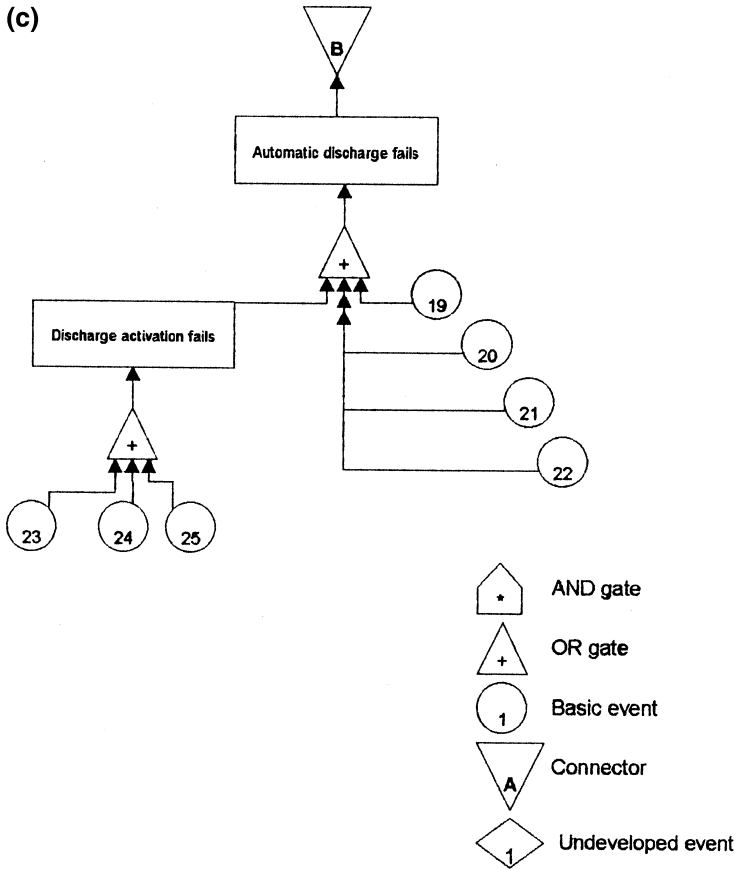 (c)
B
Automatic discharge fails
+
19
Discharge activation fails
20
21
+
22
23 24 25
* AND gate
+ OR gate
1 Basic event
A Connector
1 Undeveloped event